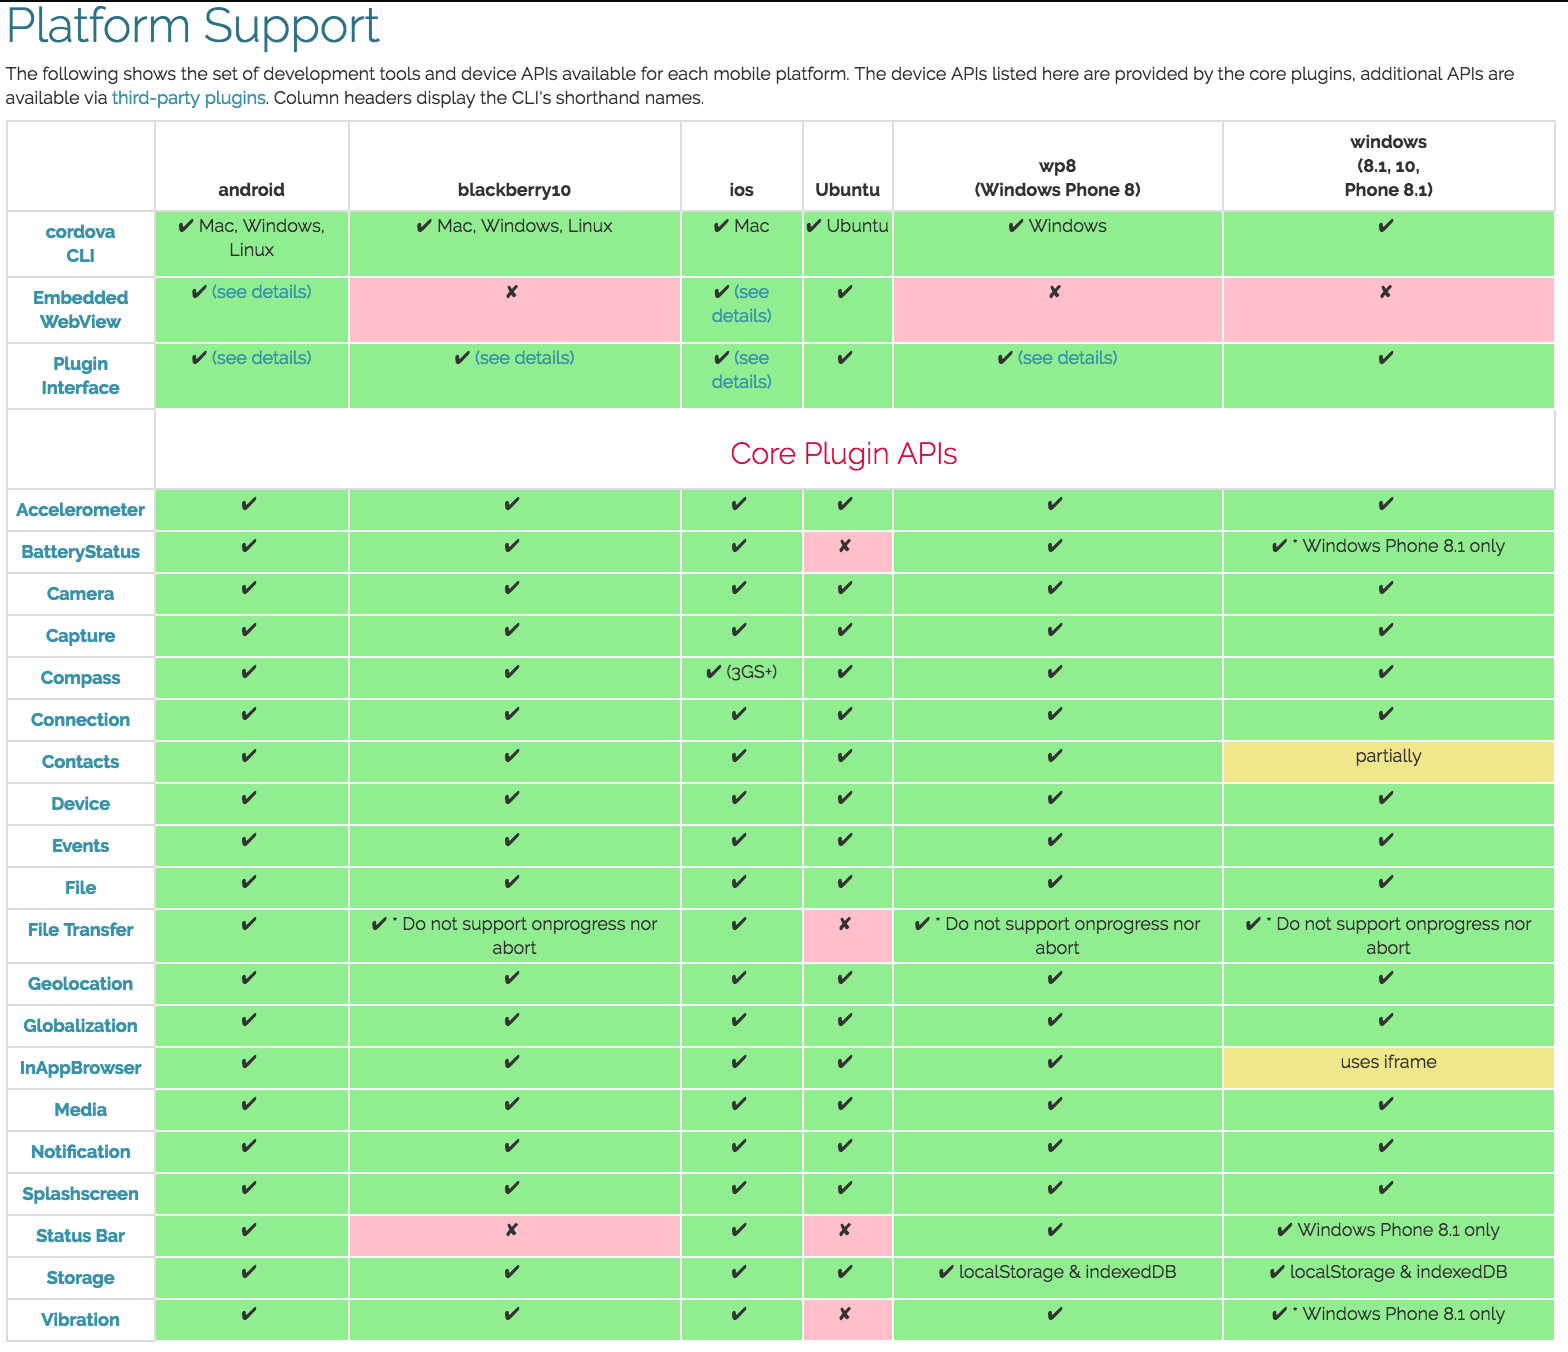 Platform Support
The following shows the set of development tools and device APIs available for each mobile platform. The device APIs listed here are provided by the core plugins, additional APIs are
available via third-party plugins. Column headers display the CLI's shorthand names.
android blackberry10 ios Ubuntu wp8 (Windows Phone 8) windows (8.1, 10, Phone 8.1)
cordova CLI ✔ Mac, Windows, Linux ✔ Mac, Windows, Linux ✔ Mac ✔ Ubuntu ✔ Windows ✔
Embedded WebView ✔ (see details) ✘ ✔ (see details) ✔ ✘ ✘
Plugin Interface ✔ (see details) ✔ (see details) ✔ (see details) ✔ ✔ (see details) ✔
Core Plugin APIs
Accelerometer ✔ ✔ ✔ ✔ ✔ ✔
BatteryStatus ✔ ✔ ✔ ✘ ✔ ✔ * Windows Phone 8.1 only
Camera ✔ ✔ ✔ ✔ ✔ ✔
Capture ✔ ✔ ✔ ✔ ✔ ✔
Compass ✔ ✔ ✔ (3GS+) ✔ ✔ ✔
Connection ✔ ✔ ✔ ✔ ✔ ✔
Contacts ✔ ✔ ✔ ✔ ✔ partially
Device ✔ ✔ ✔ ✔ ✔ ✔
Events ✔ ✔ ✔ ✔ ✔ ✔
File ✔ ✔ ✔ ✔ ✔ ✔
File Transfer ✔ ✔ * Do not support onprogress nor abort ✔ ✘ ✔ * Do not support onprogress nor abort ✔ * Do not support onprogress nor abort
Geolocation ✔ ✔ ✔ ✔ ✔ ✔
Globalization ✔ ✔ ✔ ✔ ✔ ✔
InAppBrowser ✔ ✔ ✔ ✔ ✔ uses iframe
Media ✔ ✔ ✔ ✔ ✔ ✔
Notification ✔ ✔ ✔ ✔ ✔ ✔
Splashscreen ✔ ✔ ✔ ✔ ✔ ✔
Status Bar ✔ ✘ ✔ ✘ ✔ ✔ Windows Phone 8.1 only
Storage ✔ ✔ ✔ ✔ ✔ localStorage & indexedDB ✔ localStorage & indexedDB
Vibration ✔ ✔ ✔ ✘ ✔ ✔ * Windows Phone 8.1 only